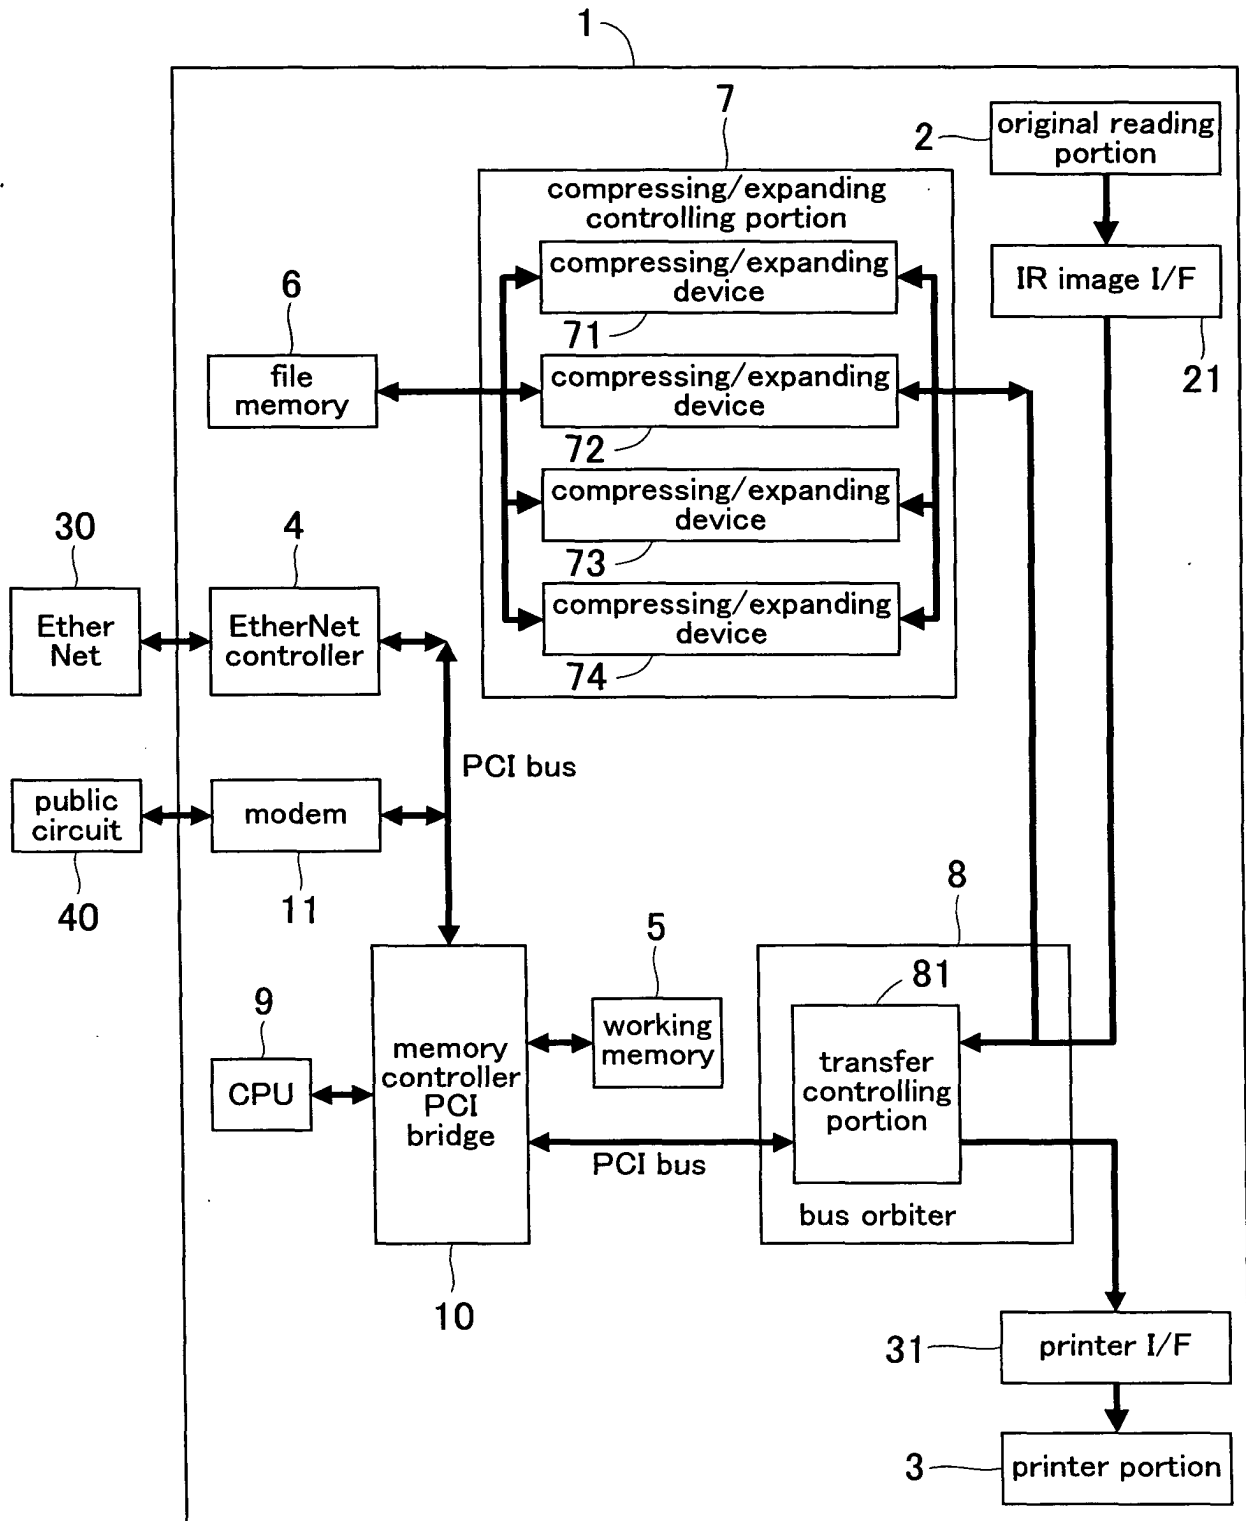 1
7
2
original reading
portion
compressing/expanding
controlling portion
compressing/expanding
device
71
IR image I/F
21
6
file
memory
compressing/expanding
device
72
compressing/expanding
device
73
30
4
Ether
Net
EtherNet
controller
compressing/expanding
device
74
PCI bus
public
circuit
modem
40
11
5
8
81
9
working
memory
CPU
memory
controller
PCI
bridge
transfer
controlling
portion
PCI bus
bus orbiter
10
31
printer I/F
3
printer portion